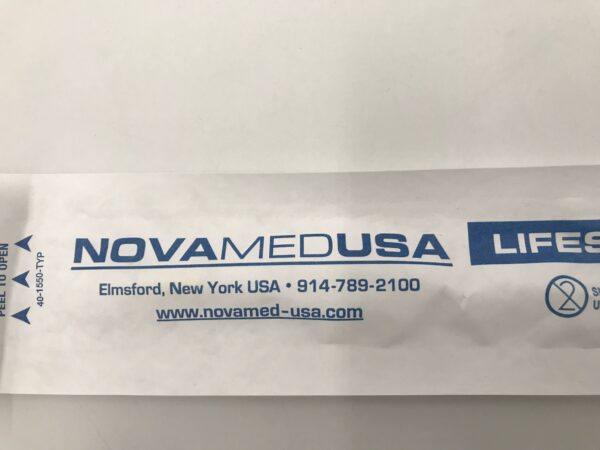 PEEL TO OPEN
40-1550-TYP
NOVAMEDUSA
Elmsford, New York USA • 914-789-2100
www.novamed-usa.com
LIFES
2